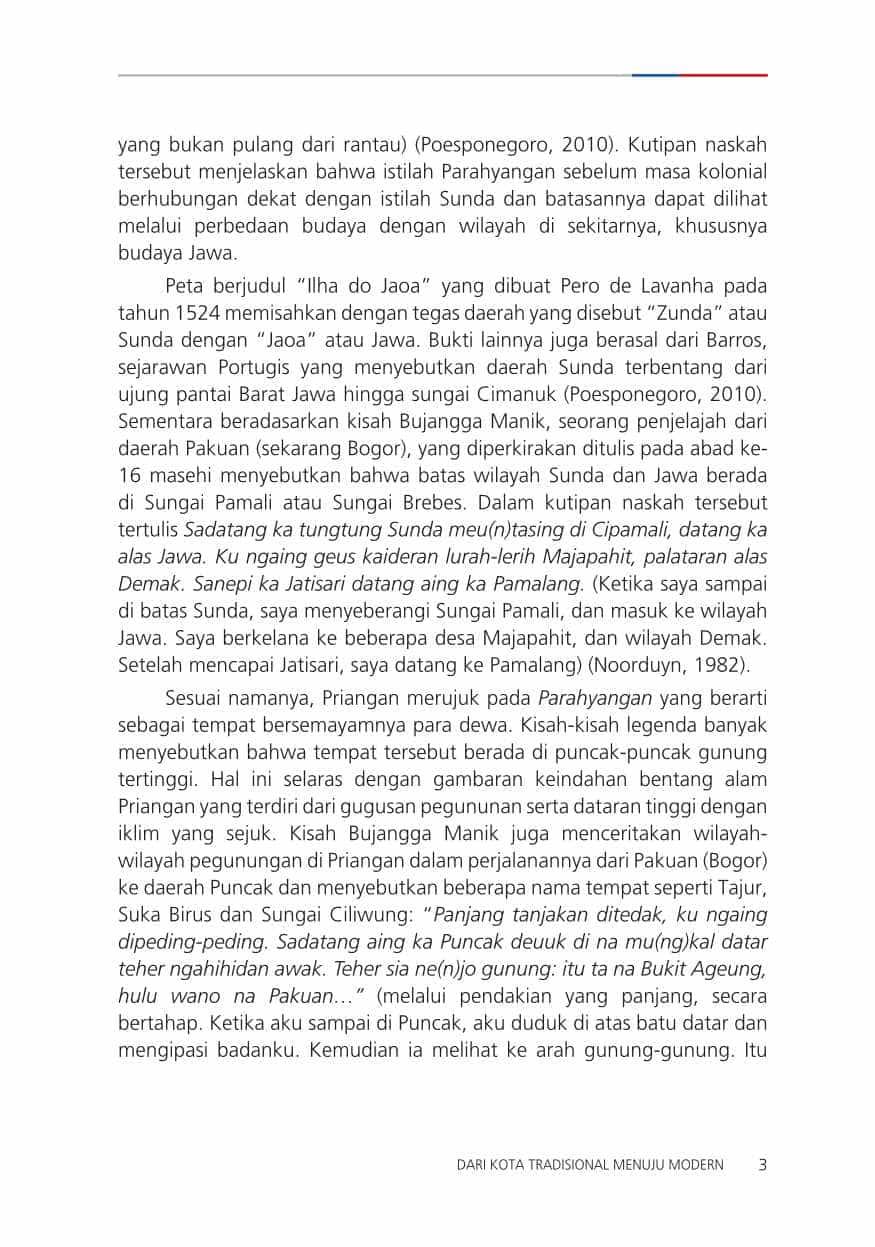 yang bukan pulang dari rantau) (Poesponegoro, 2010). Kutipan naskah
tersebut menjelaskan bahwa istilah Parahyangan sebelum masa kolonial
berhubungan dekat dengan istilah Sunda dan batasannya dapat dilihat
melalui perbedaan budaya dengan wilayah di sekitarnya, khususnya
budaya Jawa.
Peta berjudul “Ilha do Jaoa” yang dibuat Pero de Lavanha pada
tahun 1524 memisahkan dengan tegas daerah yang disebut “Zunda” atau
Sunda dengan “Jaoa” atau Jawa. Bukti lainnya juga berasal dari Barros,
sejarawan Portugis yang menyebutkan daerah Sunda terbentang dari
ujung pantai Barat Jawa hingga sungai Cimanuk (Poesponegoro, 2010).
Sementara beradasarkan kisah Bujangga Manik, seorang penjelajah dari
daerah Pakuan (sekarang Bogor), yang diperkirakan ditulis pada abad ke-
16 masehi menyebutkan bahwa batas wilayah Sunda dan Jawa berada
di Sungai Pamali atau Sungai Brebes. Dalam kutipan naskah tersebut
tertulis Sadatang ka tungtung Sunda meu(n)tasing di Cipamali, datang ka
alas Jawa. Ku ngaing geus kaideran lurah-lerih Majapahit, palataran alas
Demak. Sanepi ka Jatisari datang aing ka Pamalang. (Ketika saya sampai
di batas Sunda, saya menyeberangi Sungai Pamali, dan masuk ke wilayah
Jawa. Saya berkelana ke beberapa desa Majapahit, dan wilayah Demak.
Setelah mencapai Jatisari, saya datang ke Pamalang) (Noorduyn, 1982).
Sesuai namanya, Priangan merujuk pada Parahyangan yang berarti
sebagai tempat bersemayamnya para dewa. Kisah-kisah legenda banyak
menyebutkan bahwa tempat tersebut berada di puncak-puncak gunung
tertinggi. Hal ini selaras dengan gambaran keindahan bentang alam
Priangan yang terdiri dari gugusan pegununan serta dataran tinggi dengan
iklim yang sejuk. Kisah Bujangga Manik juga menceritakan wilayah-
wilayah pegunungan di Priangan dalam perjalanannya dari Pakuan (Bogor)
ke daerah Puncak dan menyebutkan beberapa nama tempat seperti Tajur,
Suka Birus dan Sungai Ciliwung: “Panjang tanjakan ditedak, ku ngaing
dipeding-peding. Sadatang aing ka Puncak deuuk di na mu(ng)kal datar
teher ngahihidan awak. Teher sia ne(n)jo gunung: itu ta na Bukit Ageung,
hulu wano na Pakuan…” (melalui pendakian yang panjang, secara
bertahap. Ketika aku sampai di Puncak, aku duduk di atas batu datar dan
mengipasi badanku. Kemudian ia melihat ke arah gunung-gunung. Itu
DARI KOTA TRADISIONAL MENUJU MODERN 3